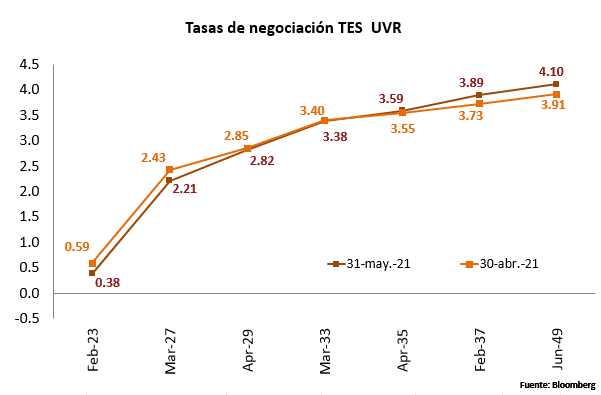 Tasas de negociación TES UVR
4.5
4.0
3.5
3.0
2.5
2.0
1.5
1.0
0.5
0.0
-0.5
0.59
0.38
2.43
2.21
2.85
2.82
3.40
3.38
3.59
3.55
3.89
3.73
4.10
3.91
31-may.-21
30-abr.-21
Feb-23
Mar-27
Apr-29
Mar-33
Apr-35
Feb-37
Jun-49
Fuente: Bloomberg